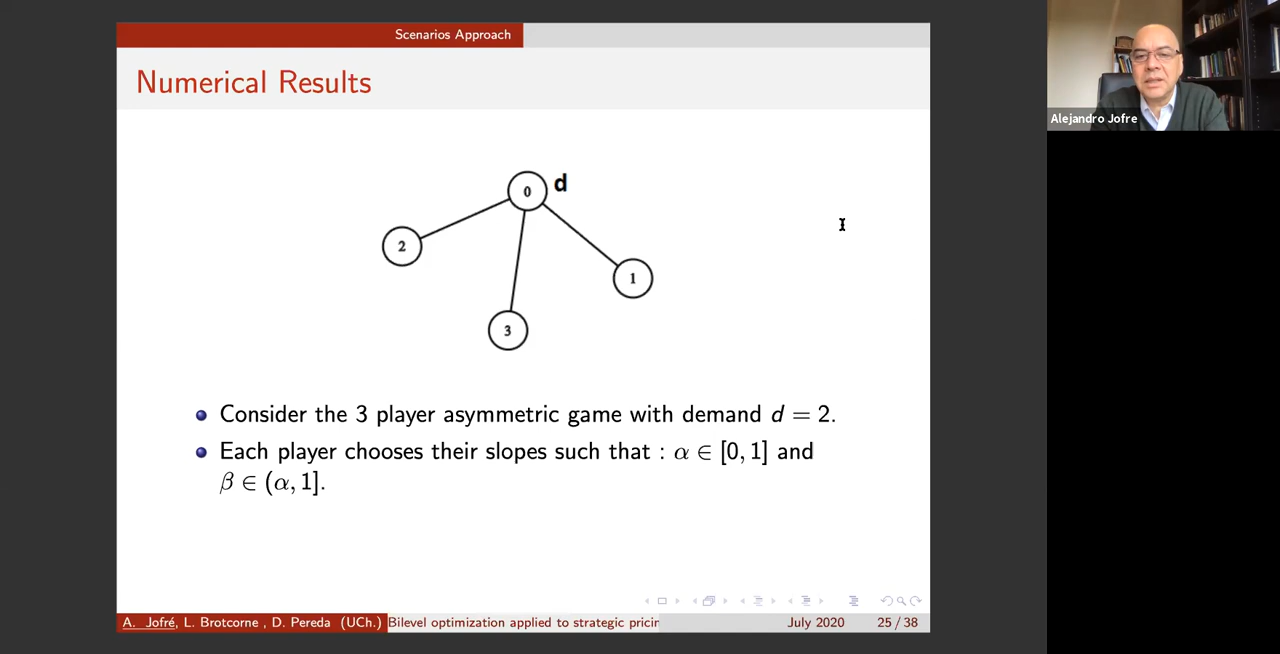 Scenarios Approach
Numerical Results
Alejandro Jofre
0
d
2
1
3
Consider the 3 player asymmetric game with demand d = 2.
Each player chooses their slopes such that : α ∈ [0, 1] and
β ∈ (α, 1].
A. Jofré, L. Brotcorne , D. Pereda (UCh.) Bilevel optimization applied to strategic pricin July 2020 25 / 38